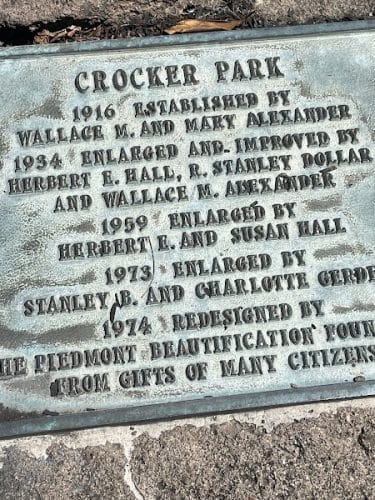 CROCKER PARK
1916 ESTABLISHED BY
WALLACE M. AND MARY ALEXANDER
1934 ENLARGED AND IMPROVED BY
HERBERT E. HALL, R. STANLEY DOLLAR
AND WALLACE M. ALEXANDER
1959 ENLARGED BY
HERBERT E. AND SUSAN HALL
1973 ENLARGED BY
STANLEY B. AND CHARLOTTE
1974 REDESIGNED BY
HE PIEDMONT BEAUTIFICATION FOUN
FROM GIFTS OF MANY CITIZENS